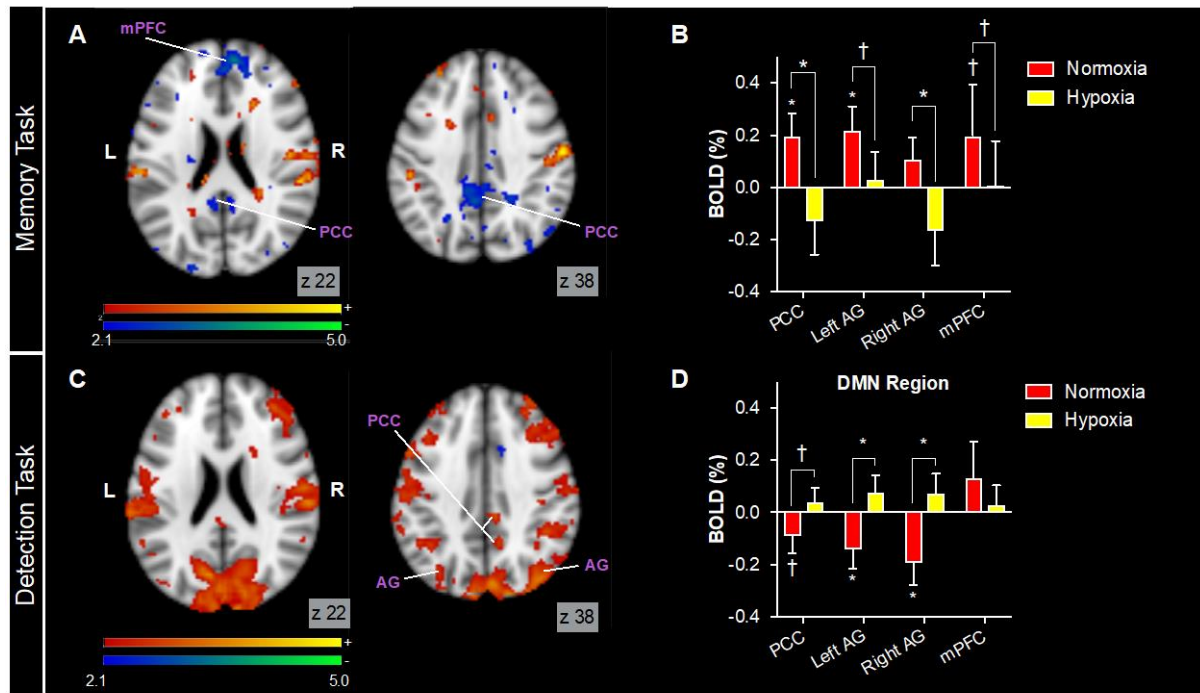 Memory Task
A
mPFC
L
R
PCC
z 22
PCC
z 38
+
-
2.1
5.0
B
BOLD (%)
0.4
0.2
0.0
-0.2
-0.4
*
*
†
*
*
†
†
PCC
Left AG
Right AG
mPFC
Normoxia
Hypoxia
Detection Task
C
L
R
z 22
PCC
AG
AG
z 38
+
-
2.1
5.0
D
DMN Region
BOLD (%)
0.4
0.2
0.0
-0.2
-0.4
†
*
*
†
*
*
PCC
Left AG
Right AG
mPFC
Normoxia
Hypoxia